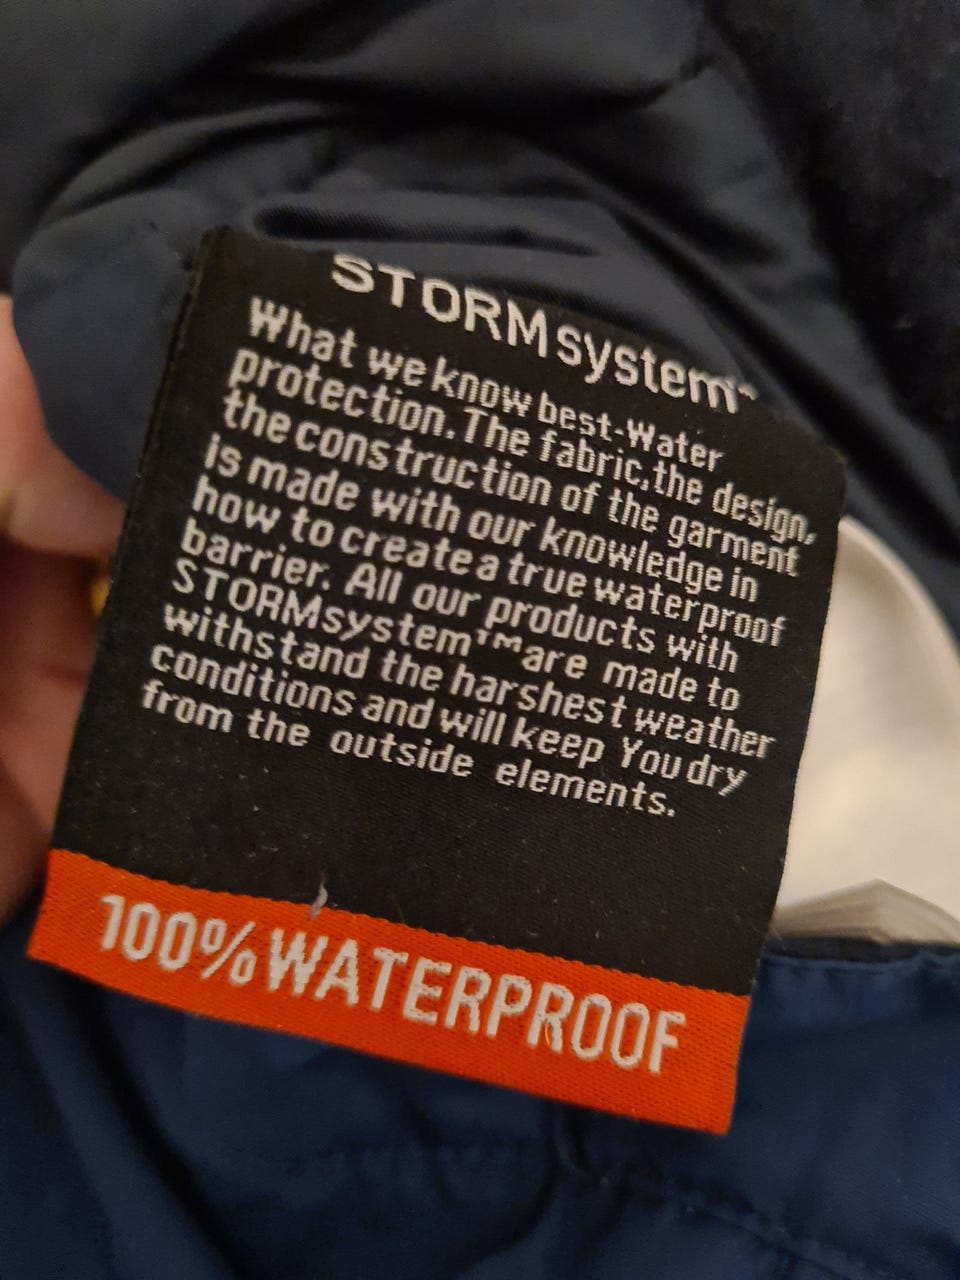 STORMsystem™
What we know best-Water
protection. The fabric, the design,
the construction of the garment
is made with our knowledge in
how to create a true waterproof
barrier. All our products with
STORMsystem™ are made to
withstand the harshest weather
conditions and will keep You dry
from the outside elements.
100% WATERPROOF